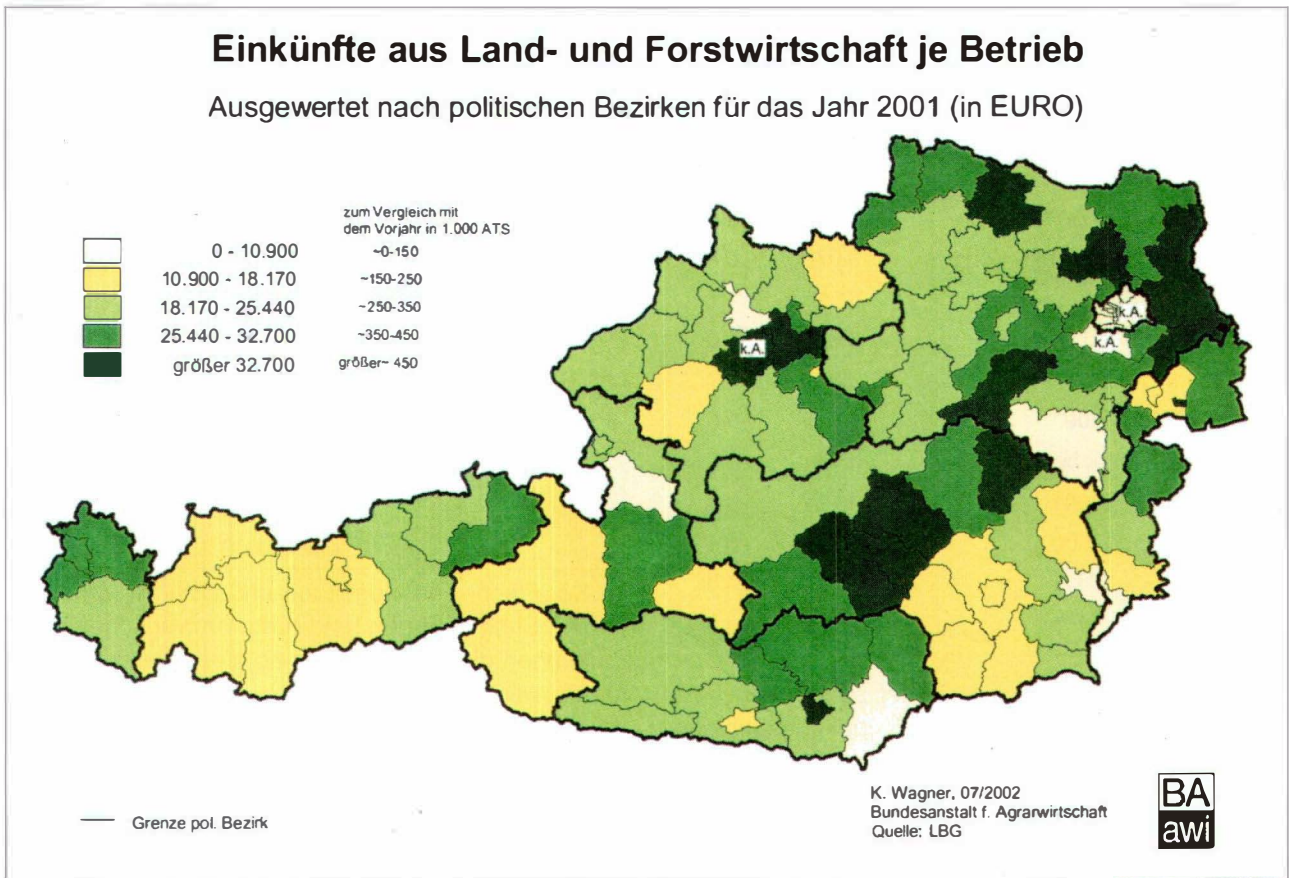 Einkünfte aus Land- und Forstwirtschaft je Betrieb
Ausgewertet nach politischen Bezirken für das Jahr 2001 (in EURO)
zum Vergleich mit
dem Vorjahr in 1.000 ATS
0 - 10.900 ~0-150
10.900 - 18.170 ~150-250
18.170 - 25.440 ~250-350
25.440 - 32.700 ~350-450
größer 32.700 größer~ 450
k.A.
k.A.
k.A.
Grenze pol. Bezirk
K. Wagner, 07/2002
Bundesanstalt f. Agrarwirtschaft
Quelle: LBG
BA
awi